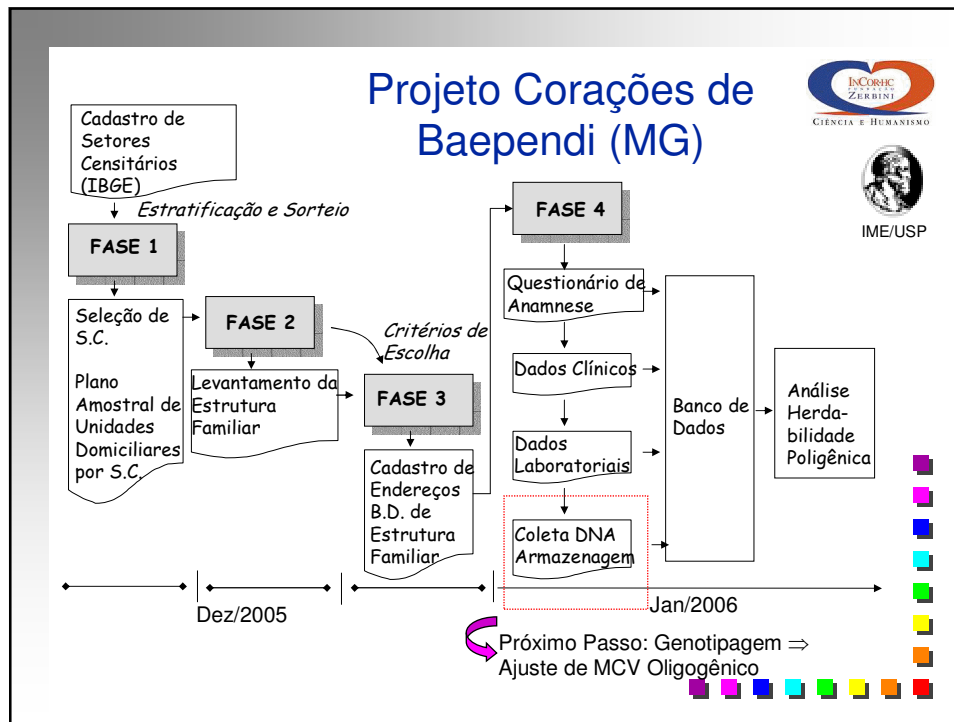 Projeto Corações de
Baependi (MG)
INCOR-HC
FUNDAÇÃO
ZERBINI
CIÊNCIA E HUMANISMO
IME/USP
Cadastro de
Setores
Censitários
(IBGE)
Estratificação e Sorteio
FASE 1
Seleção de
S.C.
Plano
Amostral de
Unidades
Domiciliares
por S.C.
FASE 2
Levantamento da
Estrutura
Familiar
Critérios de
Escolha
FASE 3
Cadastro de
Endereços
B.D. de
Estrutura
Familiar
FASE 4
Questionário de
Anamnese
Dados Clínicos
Dados
Laboratoriais
Coleta DNA
Armazenagem
Banco de
Dados
Análise
Herda-
bilidade
Poligênica
Dez/2005
Jan/2006
Próximo Passo: Genotipagem ⇒
Ajuste de MCV Oligogênico